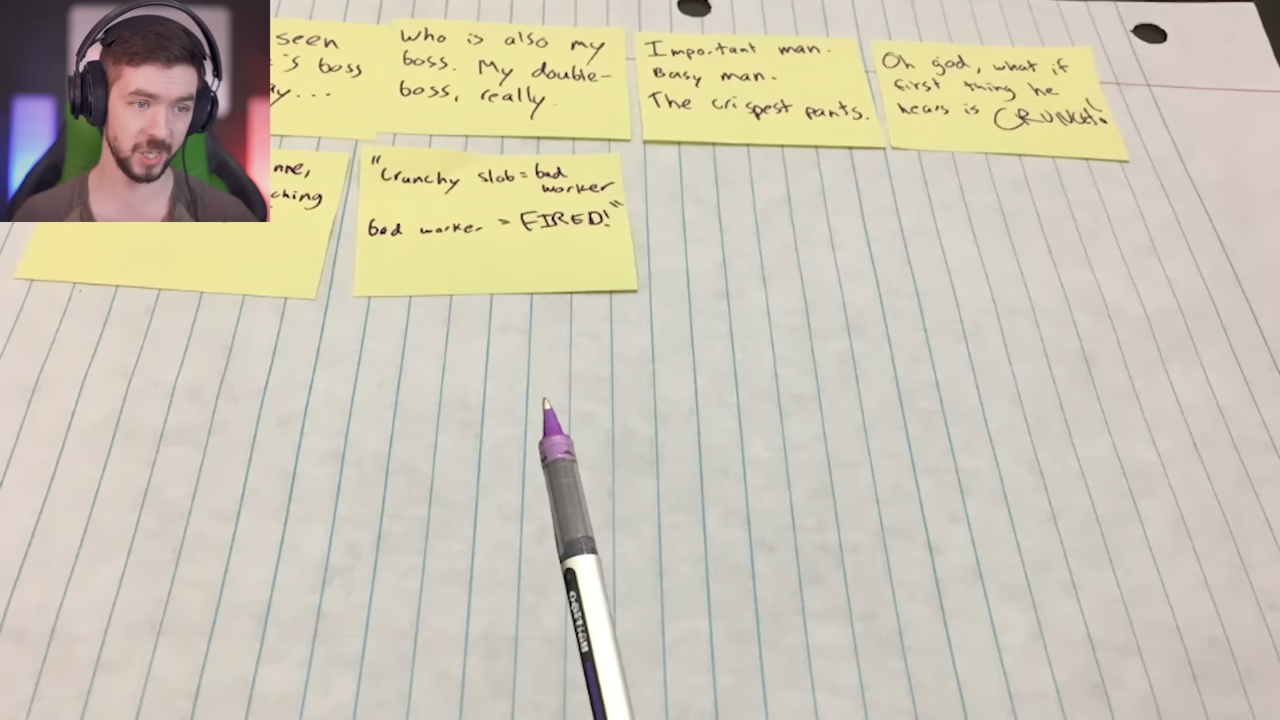 seen
's boss
y...
Who is also my
boss. My double-
boss, really.
Important man.
Busy man.
The crispest pants.
Oh god, what if
first thing he
hears is CRUNCH!
me,
ching
"Crunchy slob = bad
worker
bad worker = FIRED!"